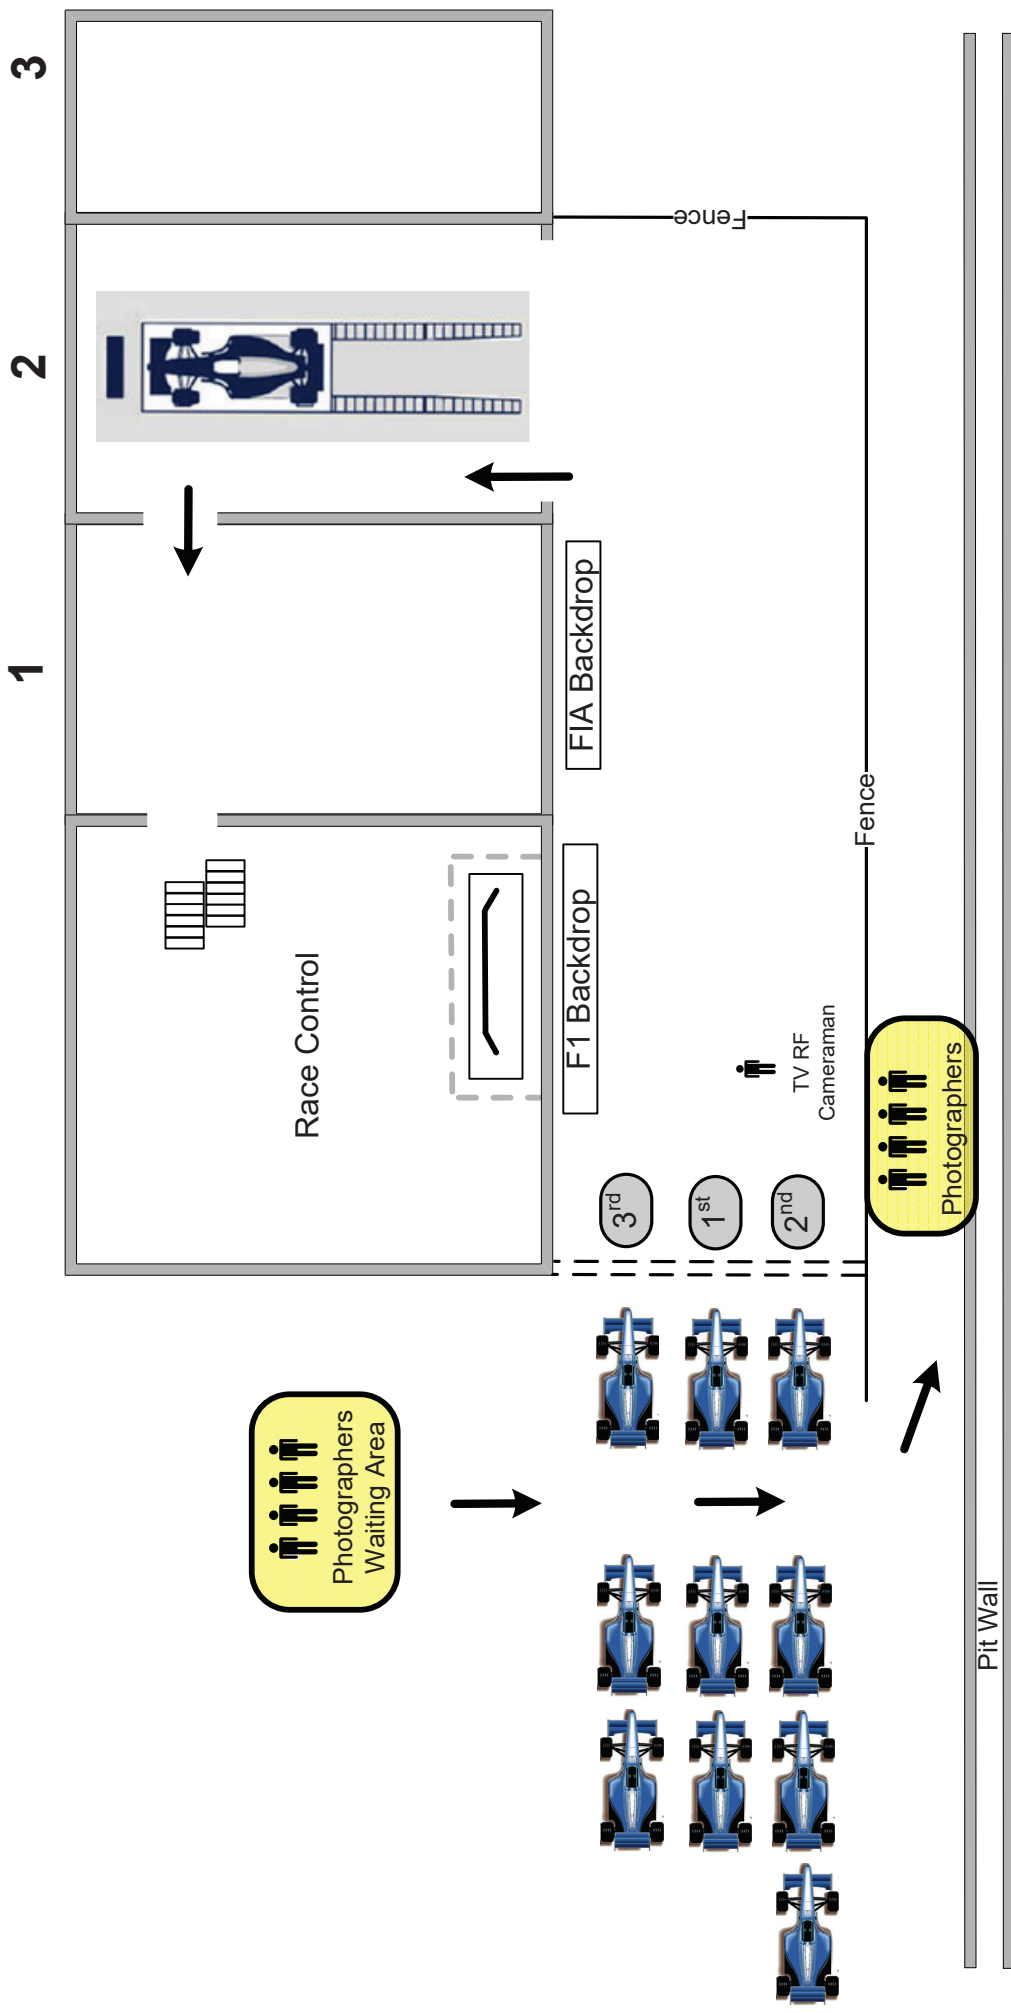 3
2
1
Fence
FIA Backdrop
Fence
F1 Backdrop
Race Control
TV RF
Cameraman
Photographers
3rd
1st
2nd
Photographers
Waiting Area
Pit Wall